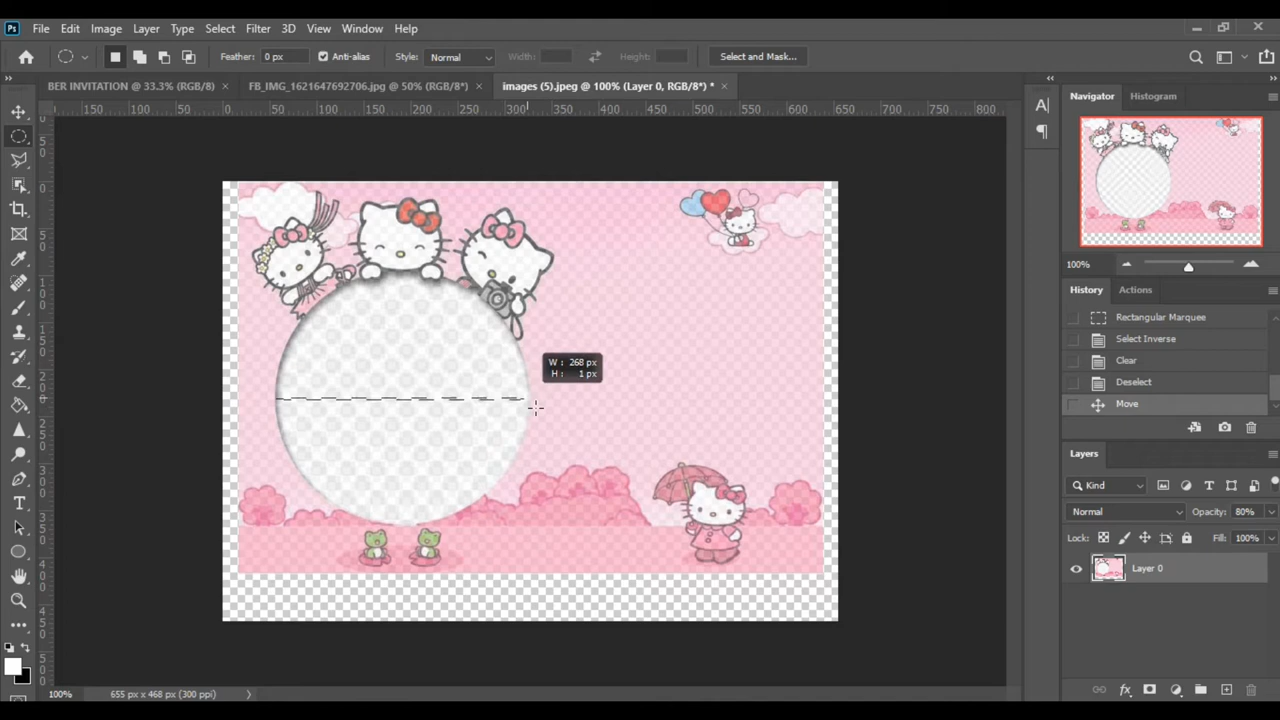 Ps File Edit Image Layer Type Select Filter 3D View Window Help
Feather: 0 px Anti-alias Style: Normal Width: Height: Select and Mask...
BER INVITATION @ 33.3% (RGB/8) × FB_IMG_1621647692706.jpg @ 50% (RGB/8*) × images (5).jpeg @ 100% (Layer 0, RGB/8*) * ×
150 100 50 0 50 100 150 200 250 300 350 400 450 500 550 600 650 700 750 800
Navigator Histogram
100%
History Actions
Rectangular Marquee
Select Inverse
Clear
Deselect
Move
W : 268 px
H : 1 px
Layers
Kind
Normal Opacity: 80%
Lock: Fill: 100%
Layer 0
100% 655 px x 468 px (300 ppi)